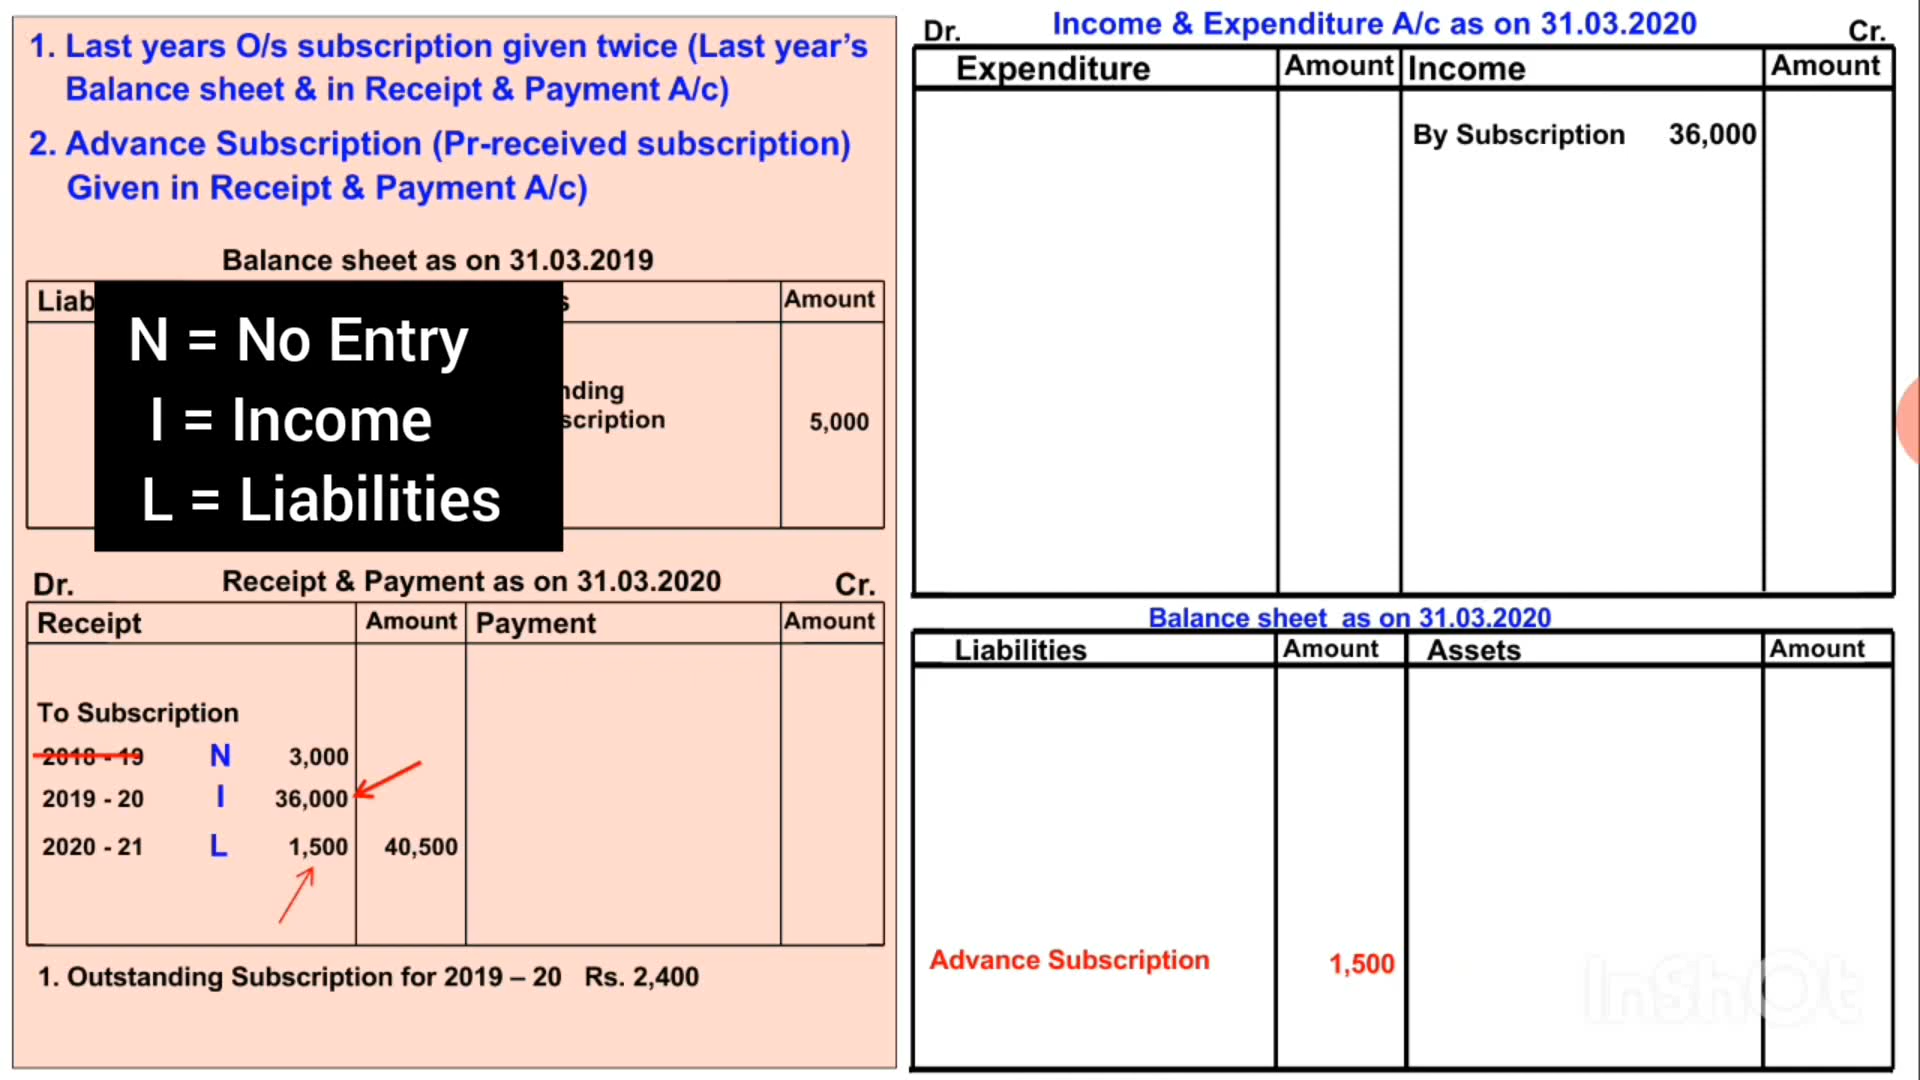 1. Last years O/s subscription given twice (Last year's
Balance sheet & in Receipt & Payment A/c)
2. Advance Subscription (Pr-received subscription)
Given in Receipt & Payment A/c)
Balance sheet as on 31.03.2019
Liab s Amount
N = No Entry
I = Income
L = Liabilities
nding
scription 5,000
Dr. Receipt & Payment as on 31.03.2020 Cr.
Receipt Amount Payment Amount
To Subscription
2018 - 19 N 3,000
2019 - 20 I 36,000
2020 - 21 L 1,500 40,500
1. Outstanding Subscription for 2019 – 20 Rs. 2,400
Dr. Income & Expenditure A/c as on 31.03.2020 Cr.
Expenditure Amount Income Amount
By Subscription 36,000
Balance sheet as on 31.03.2020
Liabilities Amount Assets Amount
Advance Subscription 1,500
InShOt